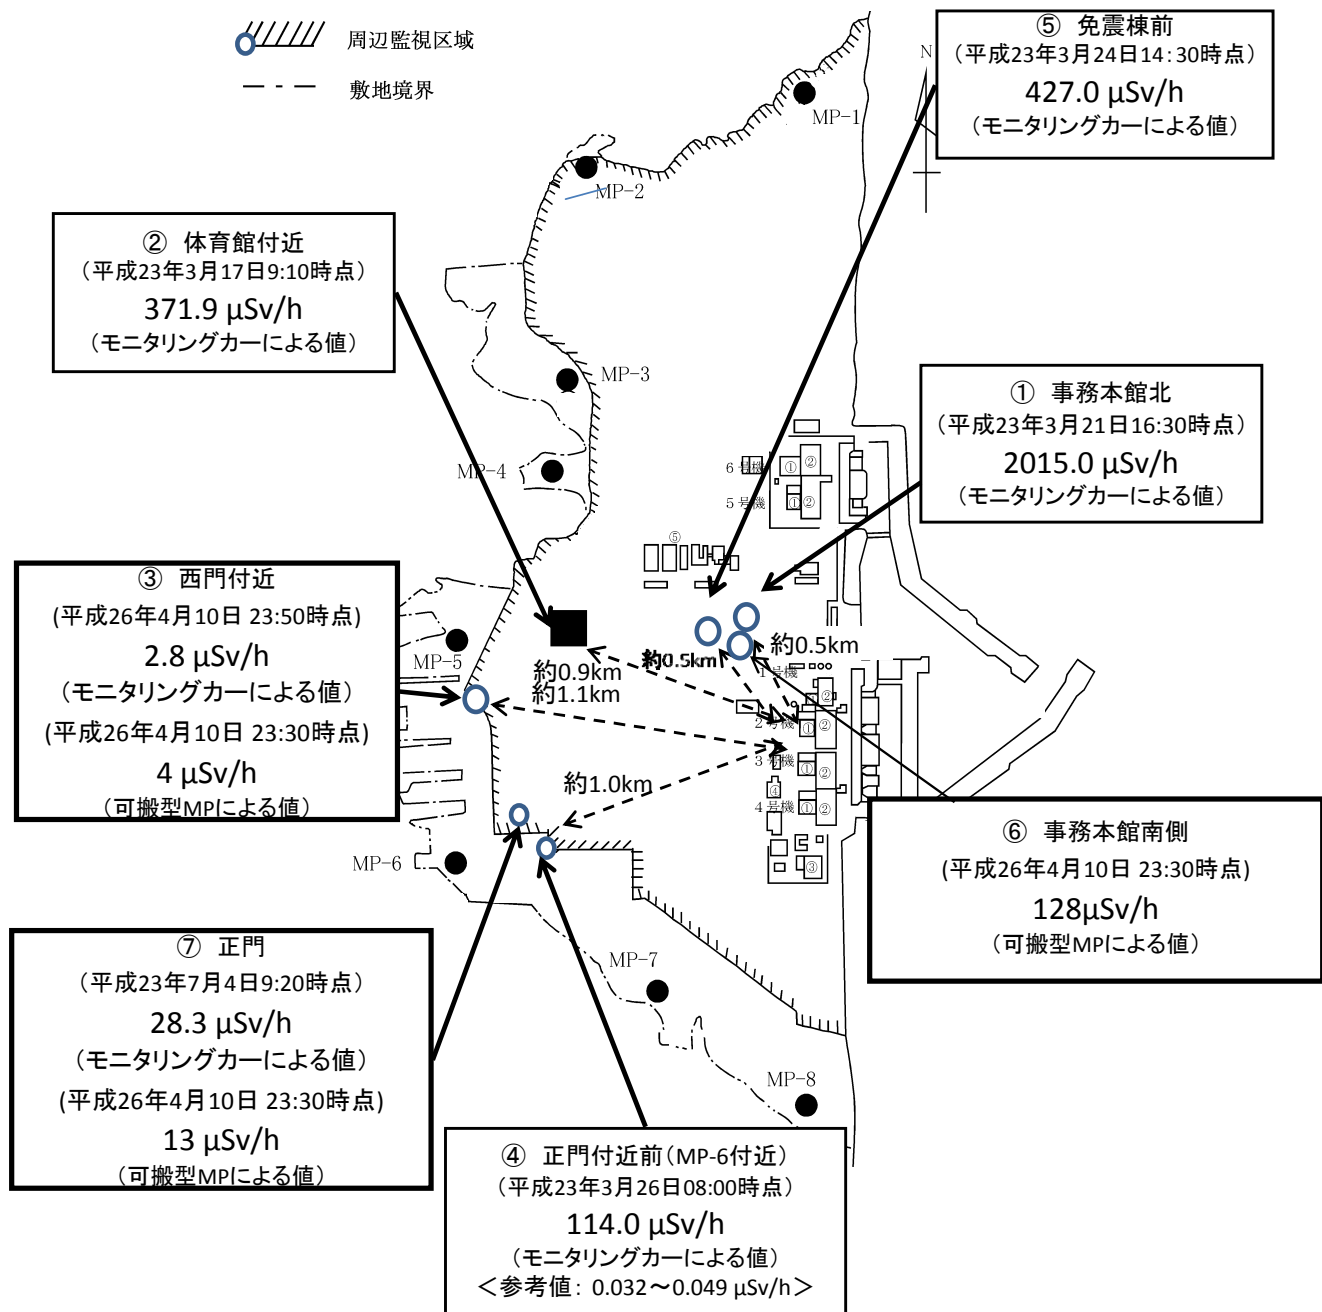 周辺監視区域
敷地境界
⑤ 免震棟前
（平成23年3月24日14:30時点）
427.0 μSv/h
（モニタリングカーによる値）
N
MP-1
MP-2
② 体育館付近
（平成23年3月17日9:10時点）
371.9 μSv/h
（モニタリングカーによる値）
MP-3
① 事務本館北
（平成23年3月21日16:30時点）
2015.0 μSv/h
（モニタリングカーによる値）
MP-4
6号機
① ②
5号機
① ②
⑤
③ 西門付近
(平成26年4月10日 23:50時点)
2.8 μSv/h
（モニタリングカーによる値）
(平成26年4月10日 23:30時点)
4 μSv/h
（可搬型MPによる値）
MP-5
約0.9km
約0.5km
約0.5km
約1.1km
1号機
②
2号機
① ②
3号機
① ②
約1.0km
④
4号機
① ②
③
MP-6
⑥ 事務本館南側
(平成26年4月10日 23:30時点)
128μSv/h
（可搬型MPによる値）
⑦ 正門
（平成23年7月4日9:20時点）
28.3 μSv/h
（モニタリングカーによる値）
(平成26年4月10日 23:30時点)
13 μSv/h
（可搬型MPによる値）
MP-7
MP-8
④ 正門付近前（MP-6付近）
（平成23年3月26日08:00時点）
114.0 μSv/h
（モニタリングカーによる値）
＜参考値： 0.032～0.049 μSv/h＞